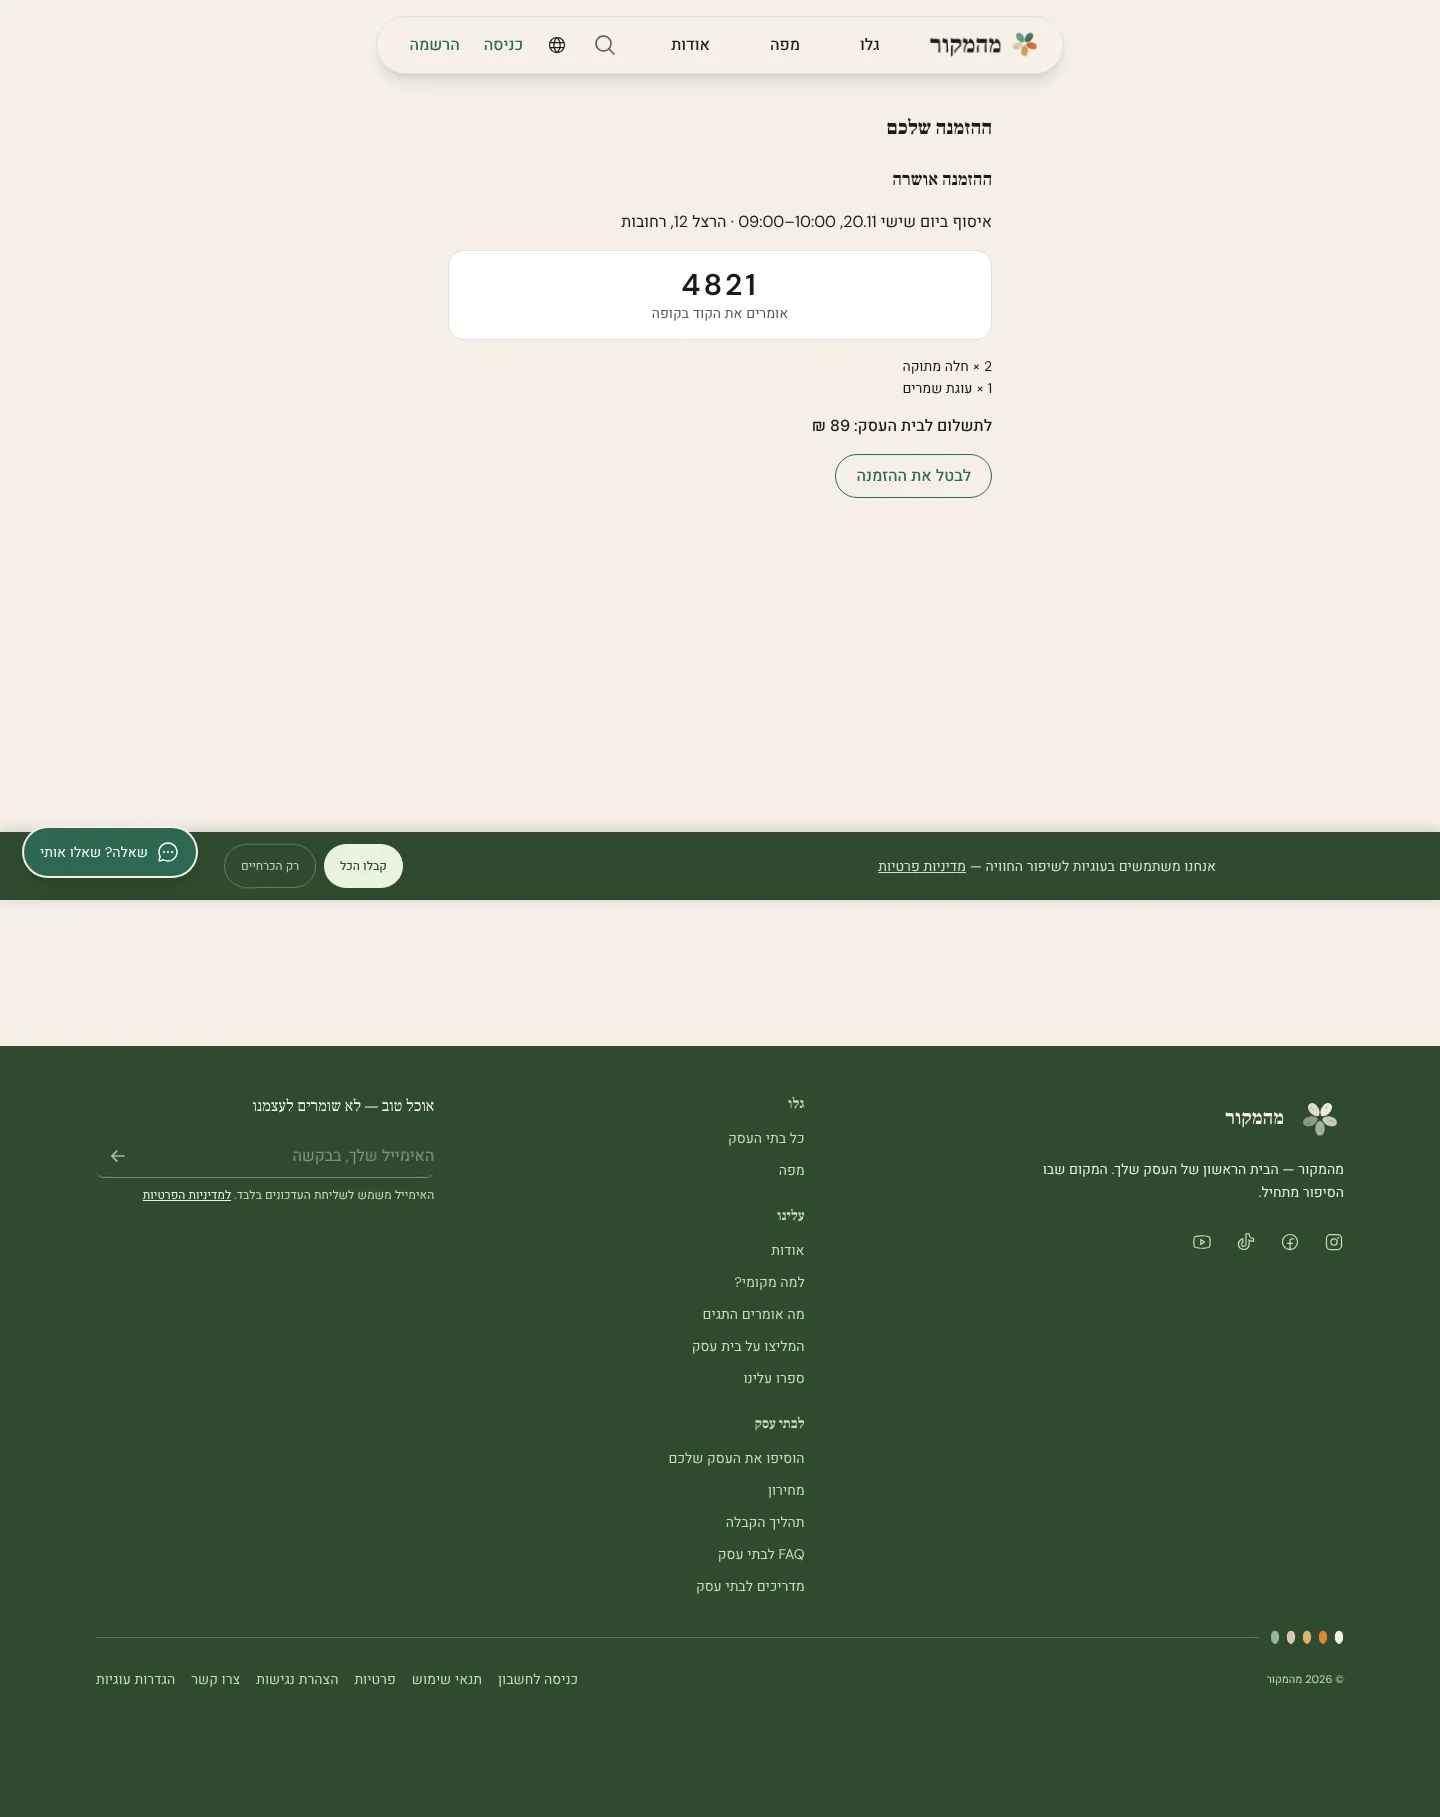 מהמקור
גלו
מפה
אודות
כניסה
הרשמה
ההזמנה שלכם
ההזמנה אושרה
איסוף ביום שישי 20.11, 09:00–10:00 · הרצל 12, רחובות
4821
אומרים את הקוד בקופה
2 × חלה מתוקה
1 × עוגת שמרים
לתשלום לבית העסק: 89 ₪
לבטל את ההזמנה
אנחנו משתמשים בעוגיות לשיפור החוויה — מדיניות פרטיות
קבלו הכל
רק הכרחיים
שאלה? שאלו אותי
מהמקור
מהמקור — הבית הראשון של העסק שלך. המקום שבו
הסיפור מתחיל.
גלו
כל בתי העסק
מפה
עלינו
אודות
למה מקומי?
מה אומרים התגים
המליצו על בית עסק
ספרו עלינו
לבתי עסק
הוסיפו את העסק שלכם
מחירון
תהליך הקבלה
FAQ לבתי עסק
מדריכים לבתי עסק
אוכל טוב — לא שומרים לעצמנו
האימייל שלך, בבקשה
האימייל משמש לשליחת העדכונים בלבד. למדיניות הפרטיות
© 2026 מהמקור
כניסה לחשבון
תנאי שימוש
פרטיות
הצהרת נגישות
צרו קשר
הגדרות עוגיות